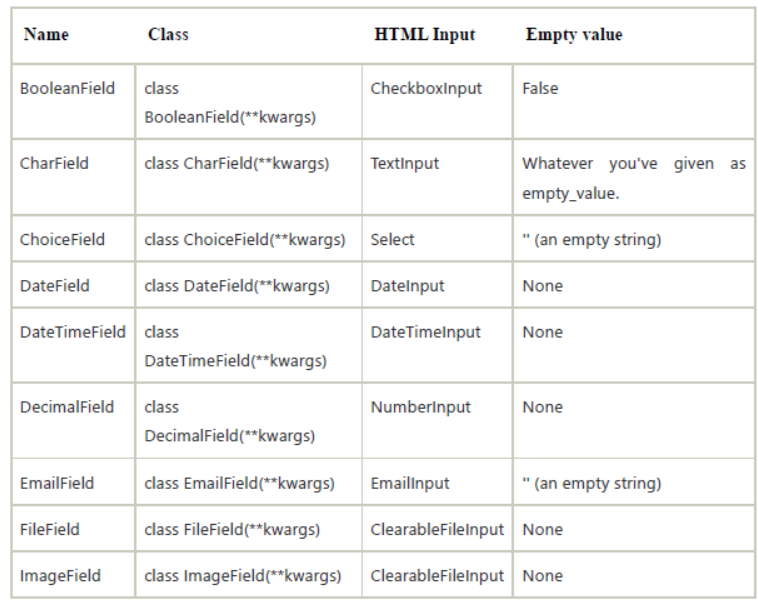 Name Class HTML Input Empty value
BooleanField class CheckboxInput False
BooleanField(**kwargs)
CharField class CharField(**kwargs) TextInput Whatever you've given as
empty_value.
ChoiceField class ChoiceField(**kwargs) Select '' (an empty string)
DateField class DateField(**kwargs) DateInput None
DateTimeField class DateTimeInput None
DateTimeField(**kwargs)
DecimalField class NumberInput None
DecimalField(**kwargs)
EmailField class EmailField(**kwargs) EmailInput '' (an empty string)
FileField class FileField(**kwargs) ClearableFileInput None
ImageField class ImageField(**kwargs) ClearableFileInput None